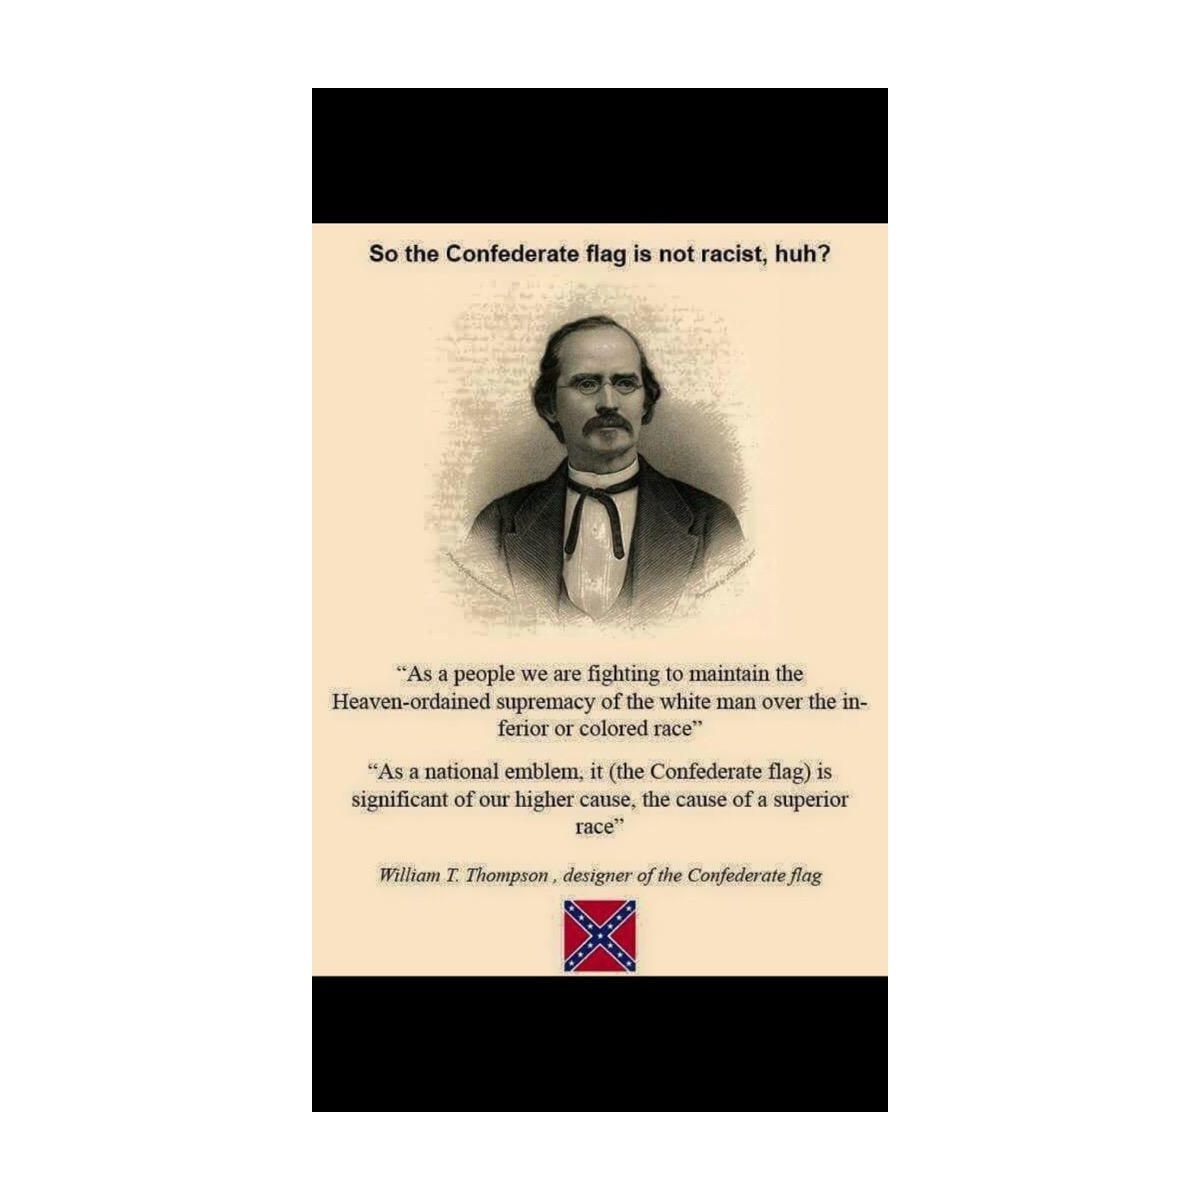 So the Confederate flag is not racist, huh?
“As a people we are fighting to maintain the
Heaven-ordained supremacy of the white man over the in-
ferior or colored race”
“As a national emblem, it (the Confederate flag) is
significant of our higher cause, the cause of a superior
race”
William T. Thompson , designer of the Confederate flag